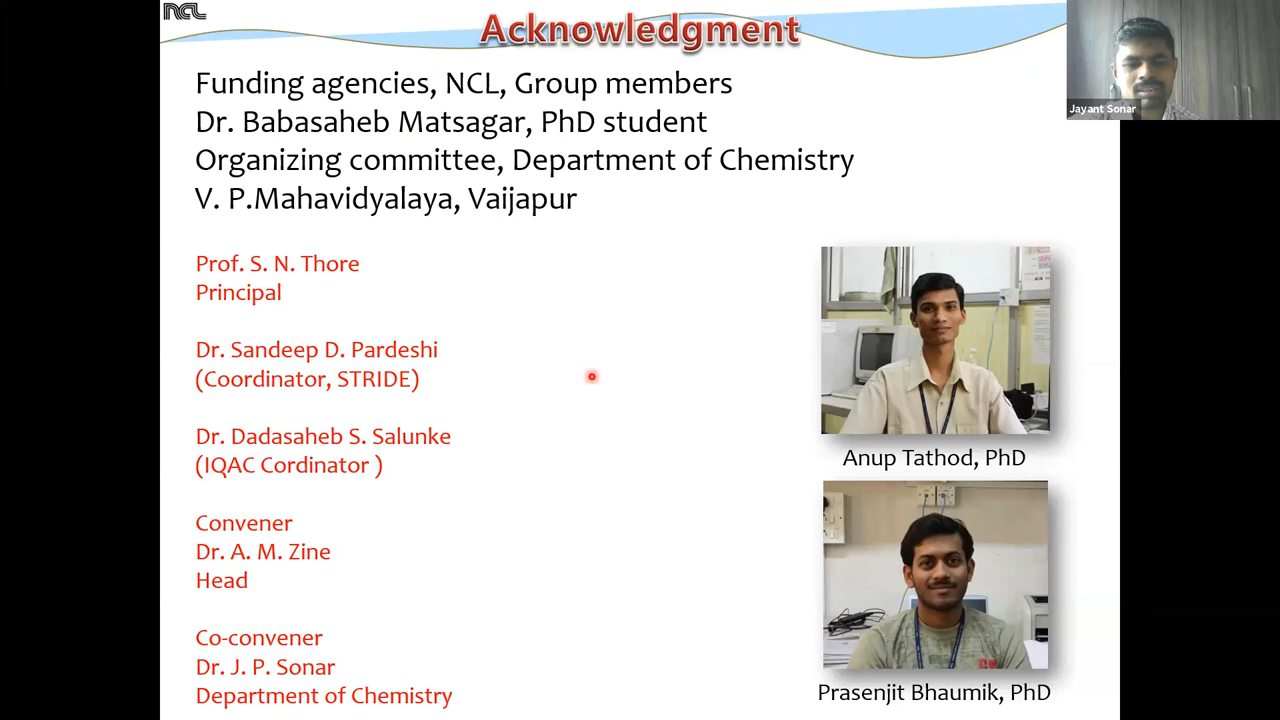 NCL
Acknowledgment
Jayant Sonar
Funding agencies, NCL, Group members
Dr. Babasaheb Matsagar, PhD student
Organizing committee, Department of Chemistry
V. P.Mahavidyalaya, Vaijapur
Prof. S. N. Thore
Principal
Dr. Sandeep D. Pardeshi
(Coordinator, STRIDE)
Dr. Dadasaheb S. Salunke
(IQAC Cordinator )
Convener
Dr. A. M. Zine
Head
Co-convener
Dr. J. P. Sonar
Department of Chemistry
Anup Tathod, PhD
Prasenjit Bhaumik, PhD